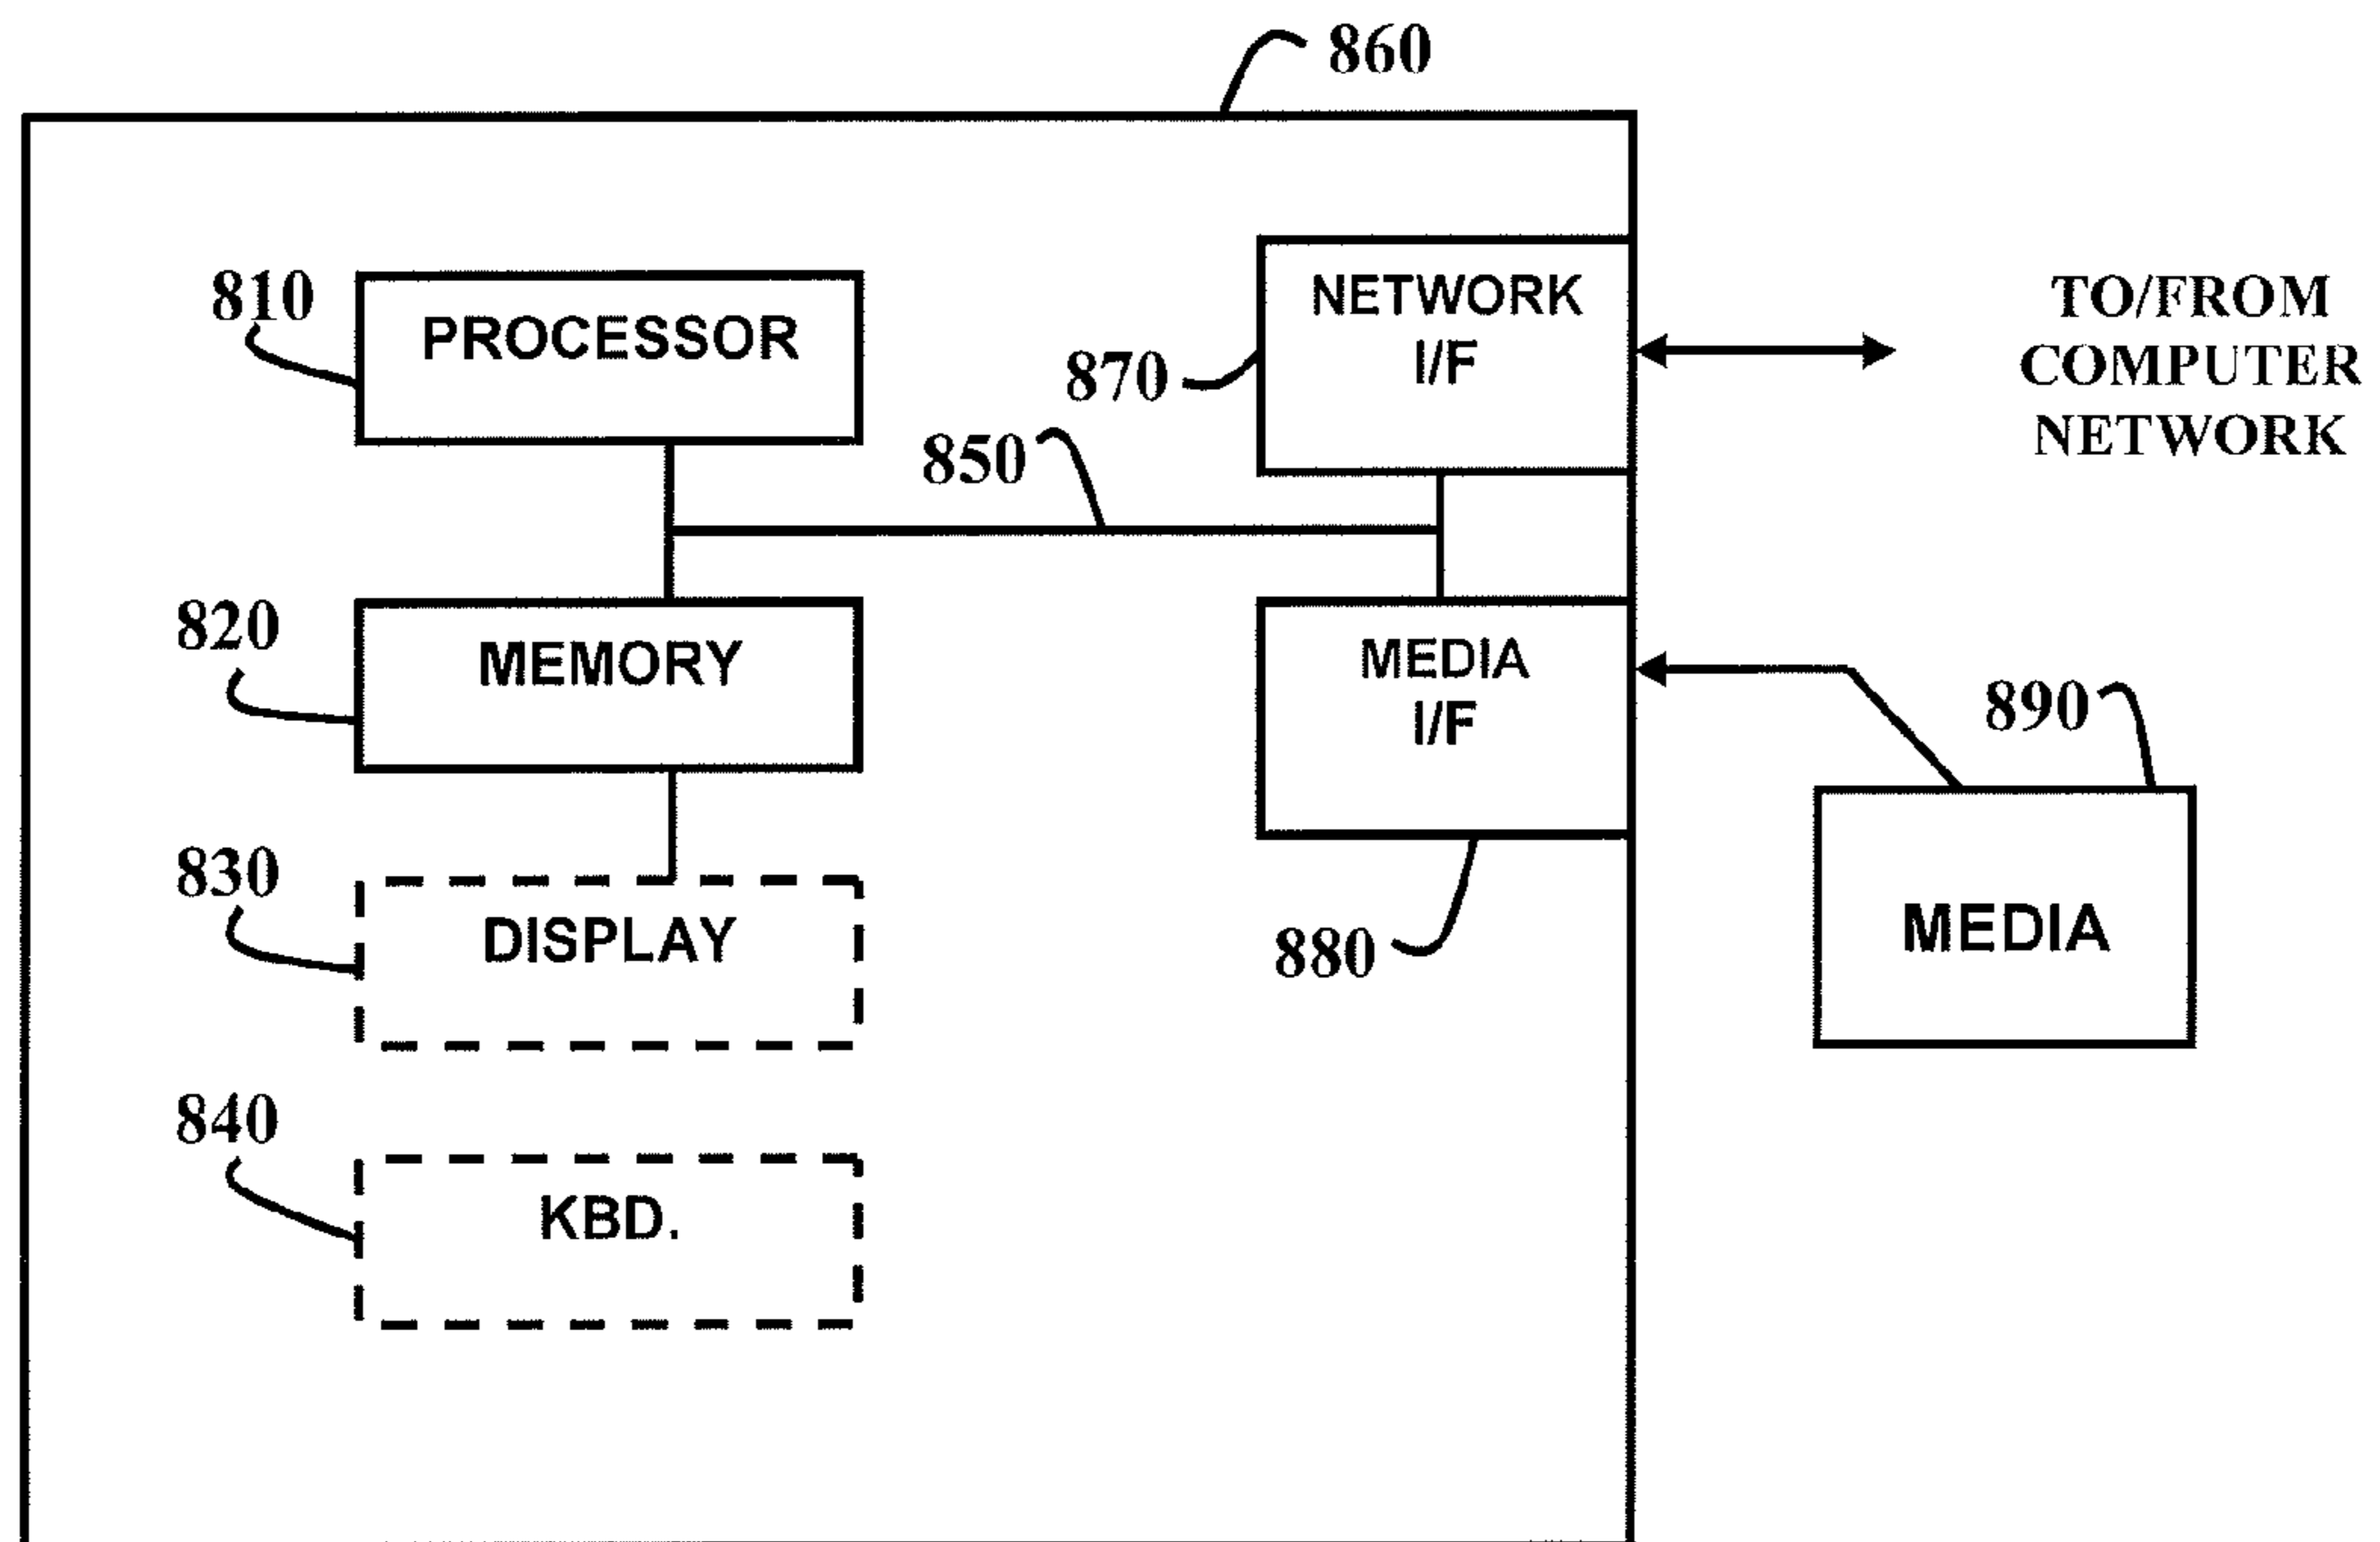 860
810
PROCESSOR
NETWORK
I/F
870
TO/FROM
COMPUTER
NETWORK
850
820
MEMORY
MEDIA
I/F
890
830
DISPLAY
880
MEDIA
840
KBD.